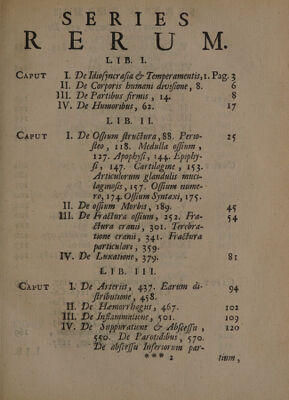 SERIES
RERUM.
LIB. I.
CAPUT I. De Idiosyncrasia & Temperamentis, 1. Pag. 3
II. De Corporis humani divisione, 8. 6
III. De Partibus firmis, 14. 8
IV. De Humoribus, 62. 17
LIB. II.
CAPUT I. De Ossium structura, 88. Perio- 25
steo, 118. Medulla ossium,
127. Apophysi, 144. Epophy-
si, 147. Cartilagine, 153.
Articulorum glandulis muci-
laginosis, 157. Ossium nume-
ro, 174. Ossium Syntaxi, 175.
II. De ossium Morbis, 189. 45
III. De Fractura ossium, 252. Fra- 54
ctura cranii, 301. Terebra-
tione cranii, 341. Fractura
particulari, 359.
IV. De Luxatione, 379. 81
LIB. III.
CAPUT I. De Arteriis, 437. Earum di- 94
stributione, 458.
II. De Hæmorrhagiis, 467. 102
III. De Inflammatione, 501. 109
IV. De Suppuratione & Abscessu, 120
550. De Parotidibus, 570.
De abscessu Inferiorum par-
*** 2 tium,